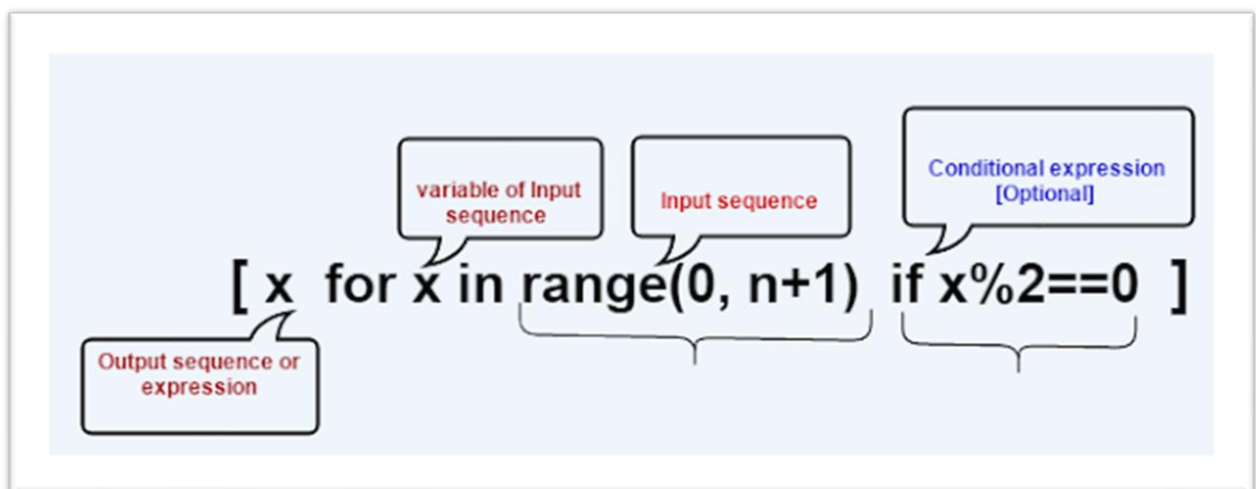 variable of Input
sequence
Input sequence
Conditional expression
[Optional]
[ x for x in range(0, n+1) if x%2==0 ]
Output sequence or
expression